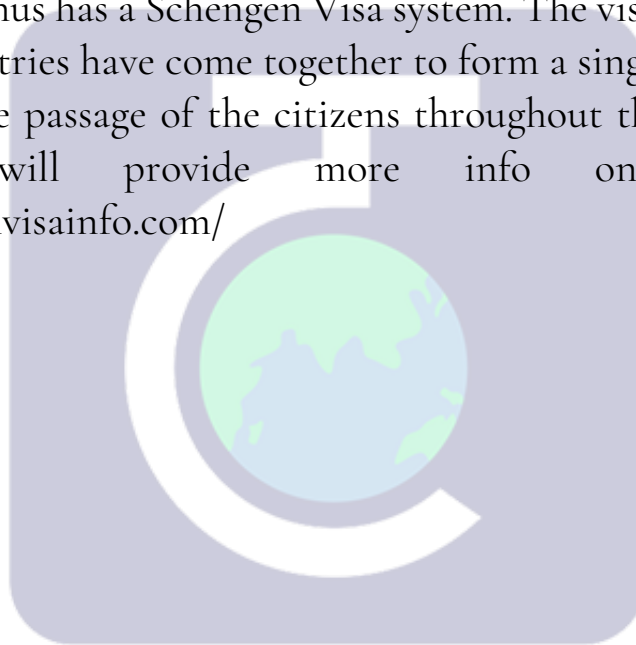 nus has a Schengen Visa system. The vis
tries have come together to form a sing
e passage of the citizens throughout th
will provide more info on
visainfo.com/